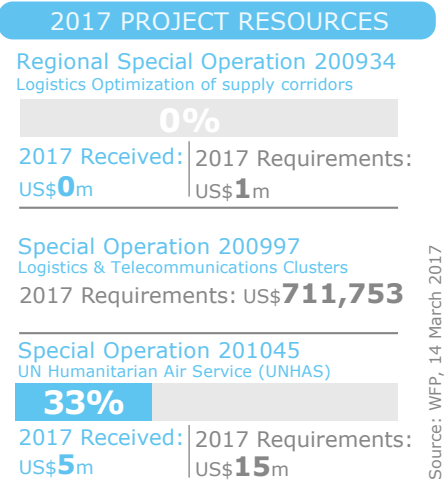 2017 PROJECT RESOURCES
Regional Special Operation 200934
Logistics Optimization of supply corridors
0%
2017 Received:
US$0m
2017 Requirements:
US$1m
Special Operation 200997
Logistics & Telecommunications Clusters
2017 Requirements: US$711,753
Special Operation 201045
UN Humanitarian Air Service (UNHAS)
33%
2017 Received:
US$5m
2017 Requirements:
US$15m
Source: WFP, 14 March 2017